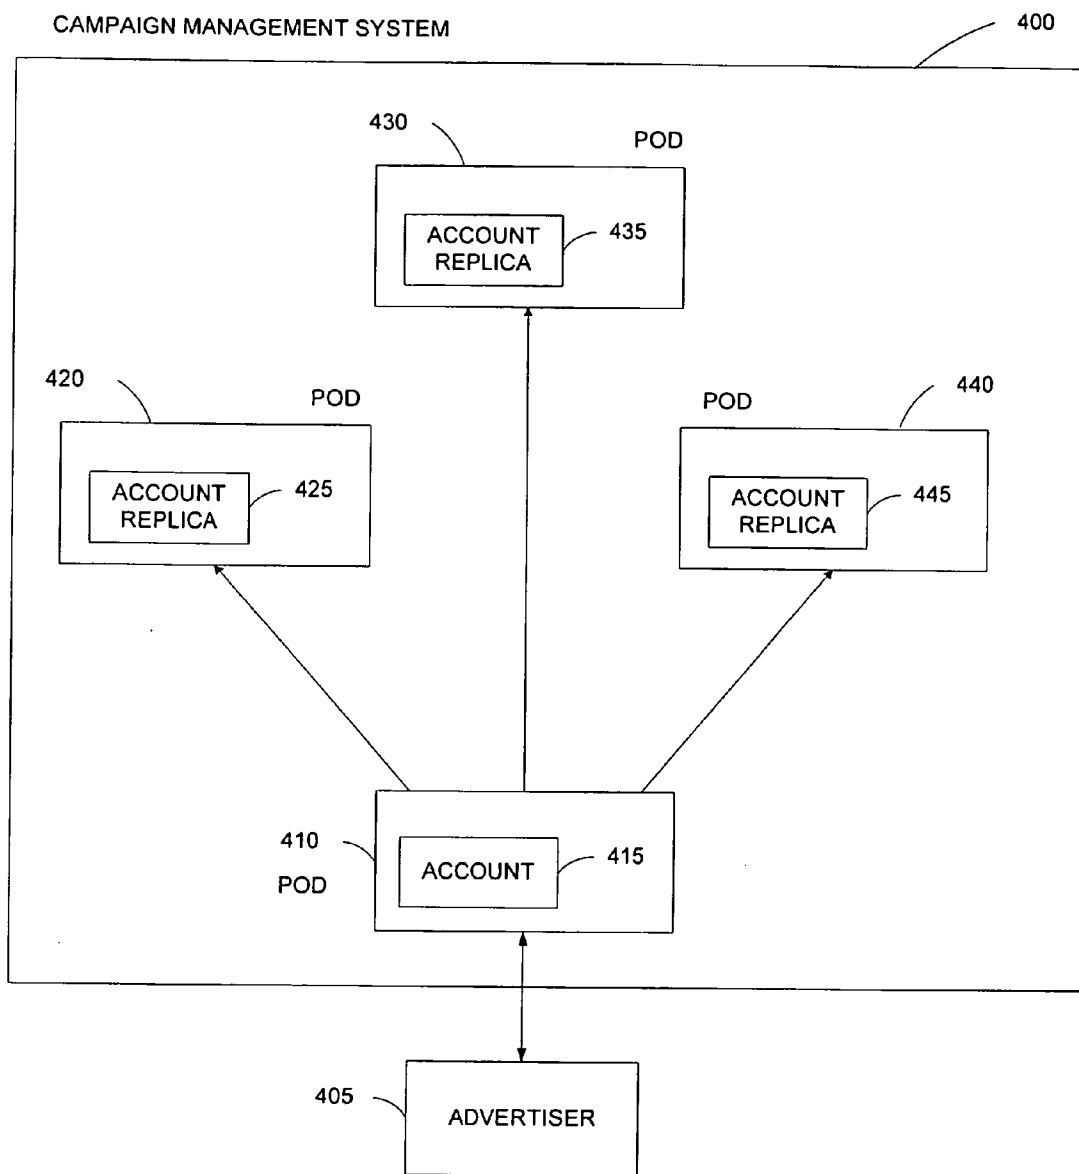 CAMPAIGN MANAGEMENT SYSTEM
400
430
POD
ACCOUNT
REPLICA
435
420
POD
ACCOUNT
REPLICA
425
POD
440
ACCOUNT
REPLICA
445
410
POD
ACCOUNT
415
405
ADVERTISER